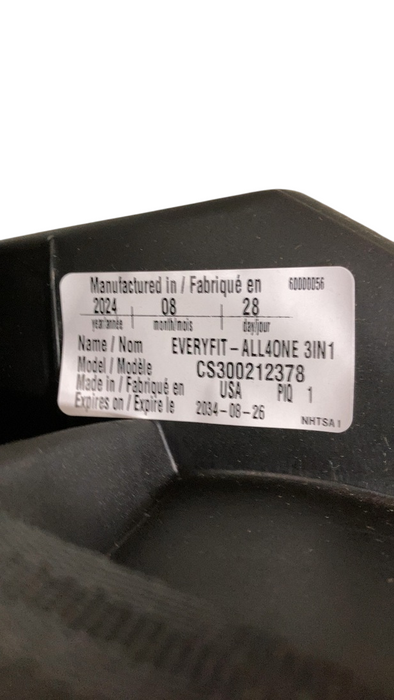 Manufactured in / Fabriqué en 60000056
2024 08 28
year/année month/mois day/jour
Name / Nom EVERYFIT-ALL4ONE 3IN1
Model / Modèle CS300212378
Made in / Fabriqué en USA PIQ 1
Expires on / Expire le 2034-08-26
NHTSA I